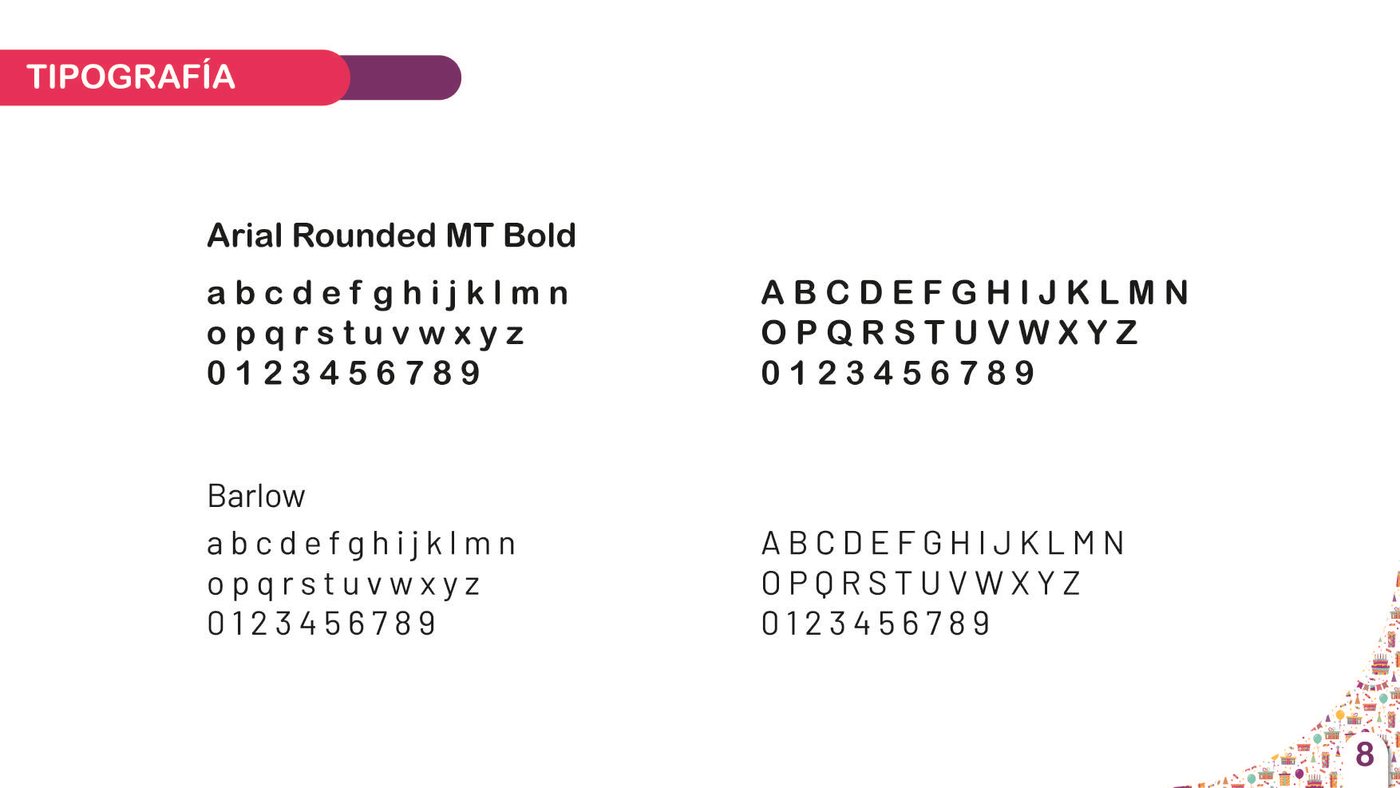 TIPOGRAFÍA
Arial Rounded MT Bold
a b c d e f g h i j k l m n
o p q r s t u v w x y z
0 1 2 3 4 5 6 7 8 9
A B C D E F G H I J K L M N
O P Q R S T U V W X Y Z
0 1 2 3 4 5 6 7 8 9
Barlow
a b c d e f g h i j k l m n
o p q r s t u v w x y z
0 1 2 3 4 5 6 7 8 9
A B C D E F G H I J K L M N
O P Q R S T U V W X Y Z
0 1 2 3 4 5 6 7 8 9
8